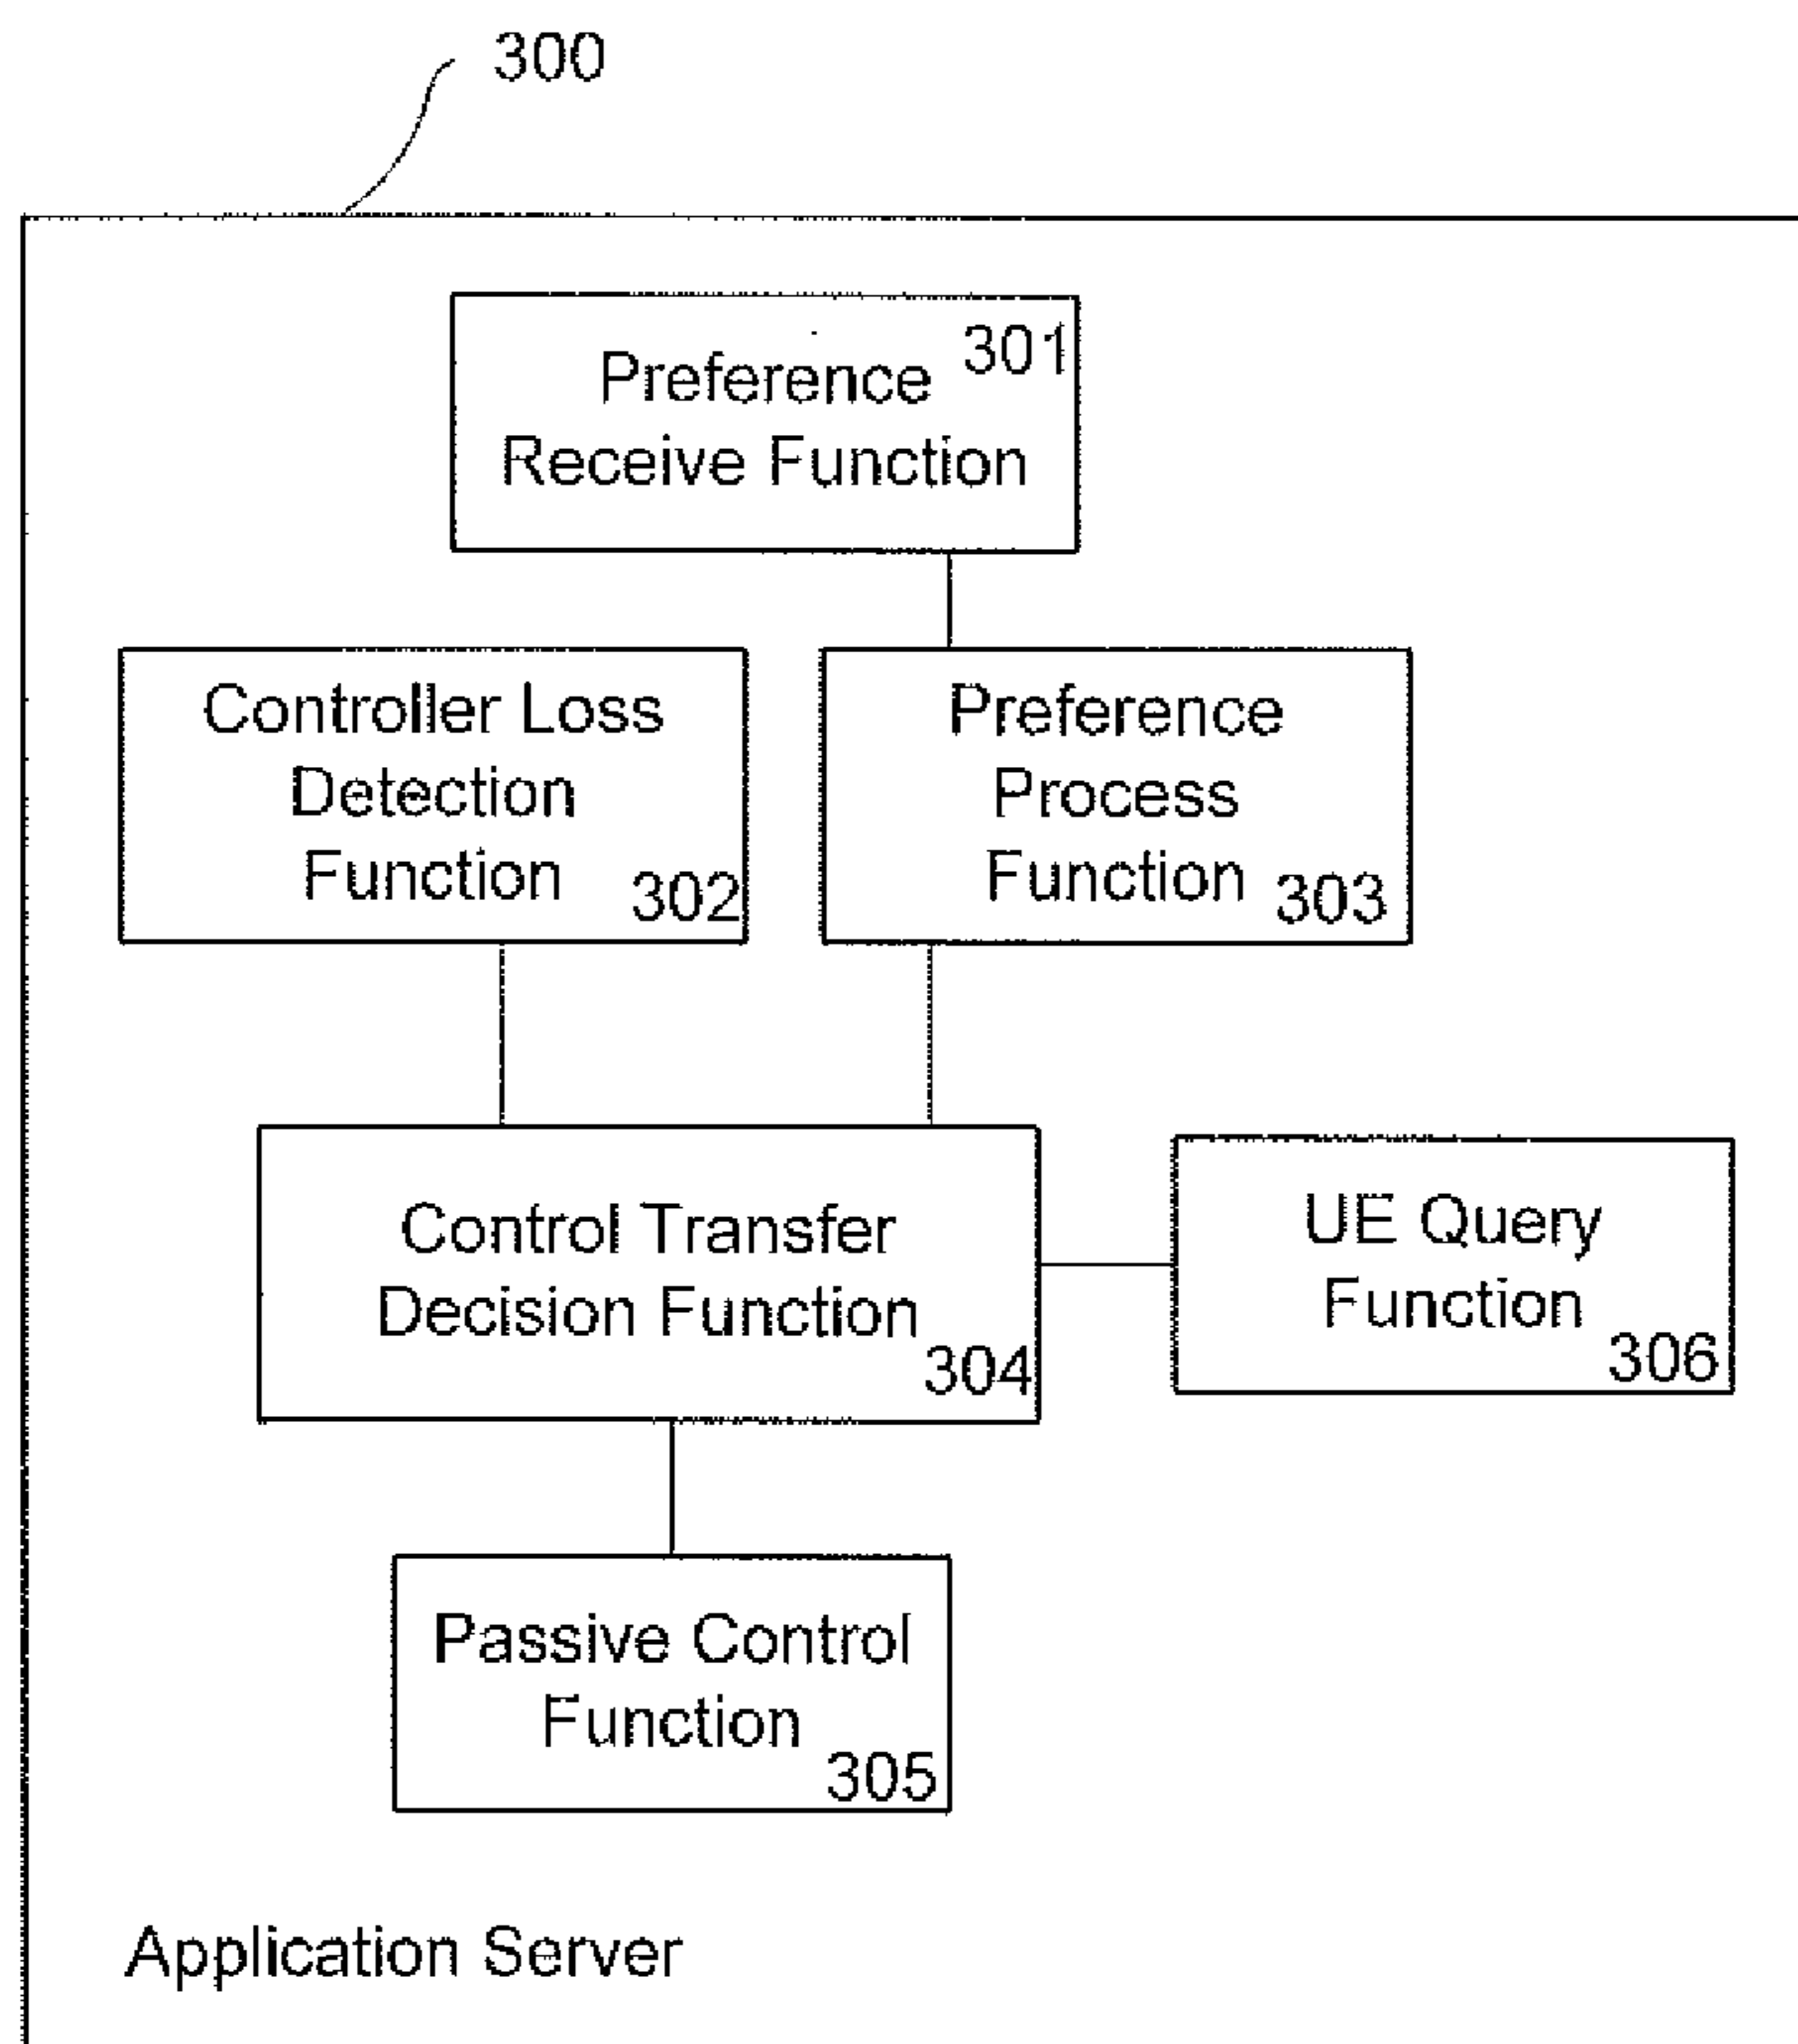 300
301
Preference
Receive Function
Controller Loss
Detection
Function
302
Preference
Process
Function
303
Control Transfer
Decision Function
304
UE Query
Function
306
Passive Control
Function
305
Application Server